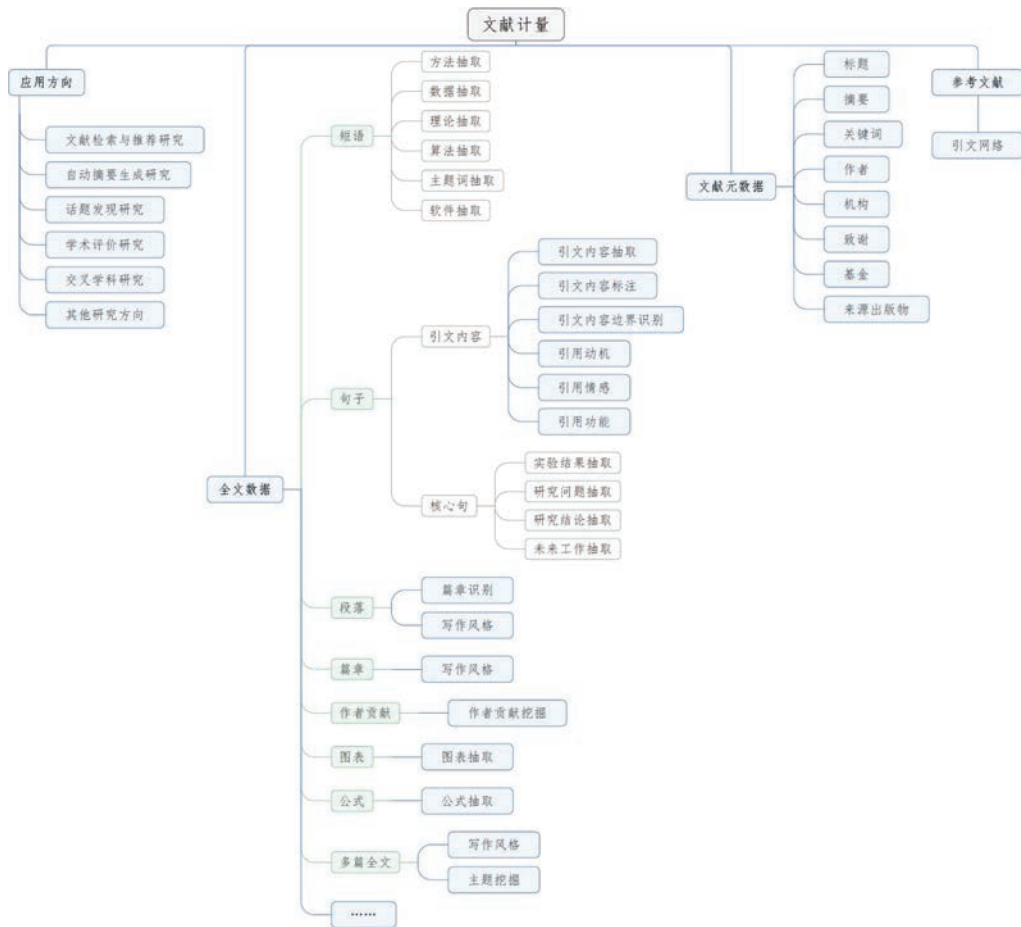 文献计量
应用方向
文献检索与推荐研究
自动摘要生成研究
话题发现研究
学术评价研究
交叉学科研究
其他研究方向
全文数据
短语
方法抽取
数据抽取
理论抽取
算法抽取
主题词抽取
软件抽取
句子
引文内容
引文内容抽取
引文内容标注
引文内容边界识别
引用动机
引用情感
引用功能
核心句
实验结果抽取
研究问题抽取
研究结论抽取
未来工作抽取
段落
篇章识别
写作风格
篇章
写作风格
作者贡献
作者贡献挖掘
图表
图表抽取
公式
公式抽取
多篇全文
写作风格
主题挖掘
……
文献元数据
标题
摘要
关键词
作者
机构
致谢
基金
来源出版物
参考文献
引文网络